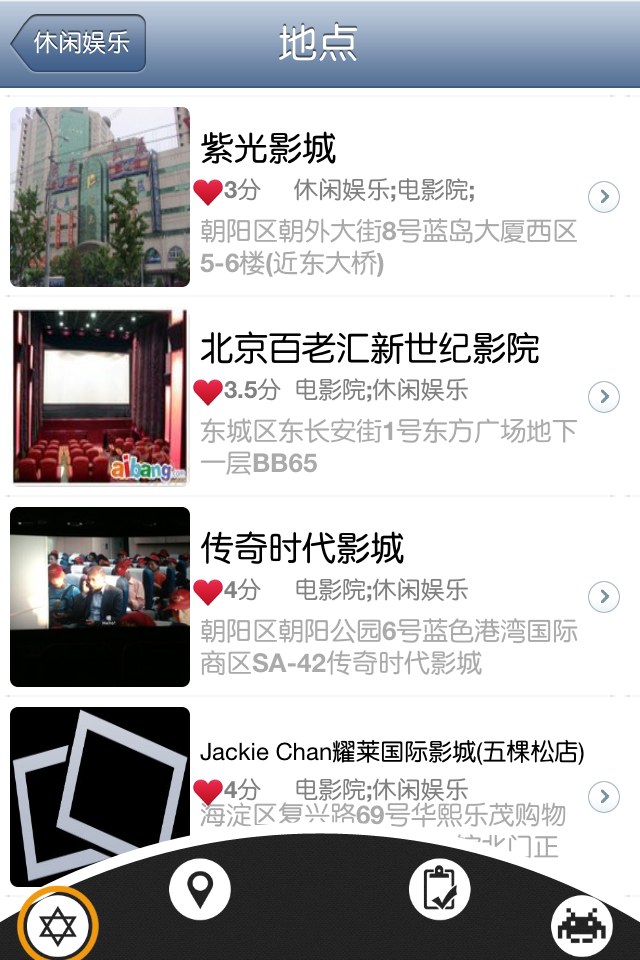 休闲娱乐
地点
紫光影城
3分 休闲娱乐;电影院;
朝阳区朝外大街8号蓝岛大厦西区
5-6楼(近东大桥)
北京百老汇新世纪影院
3.5分 电影院;休闲娱乐
东城区东长安街1号东方广场地下
一层BB65
aibang.com
传奇时代影城
4分 电影院;休闲娱乐
朝阳区朝阳公园6号蓝色港湾国际
商区SA-42传奇时代影城
Jackie Chan耀莱国际影城(五棵松店)
4分 电影院;休闲娱乐
海淀区复兴路69号华熙乐茂购物
北门正